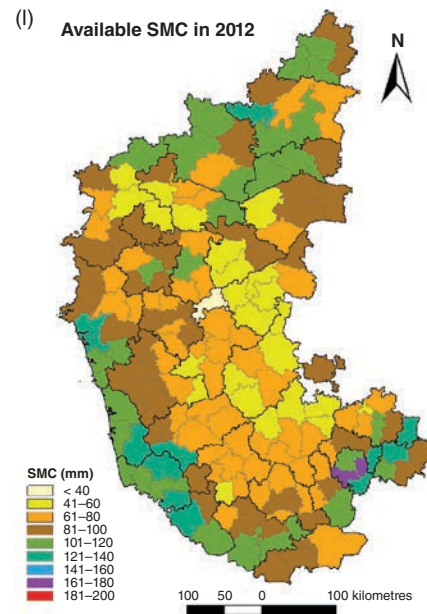 (l)
Available SMC in 2012
N
SMC (mm)
< 40
41–60
61–80
81–100
101–120
121–140
141–160
161–180
181–200
100 50 0 100 kilometres